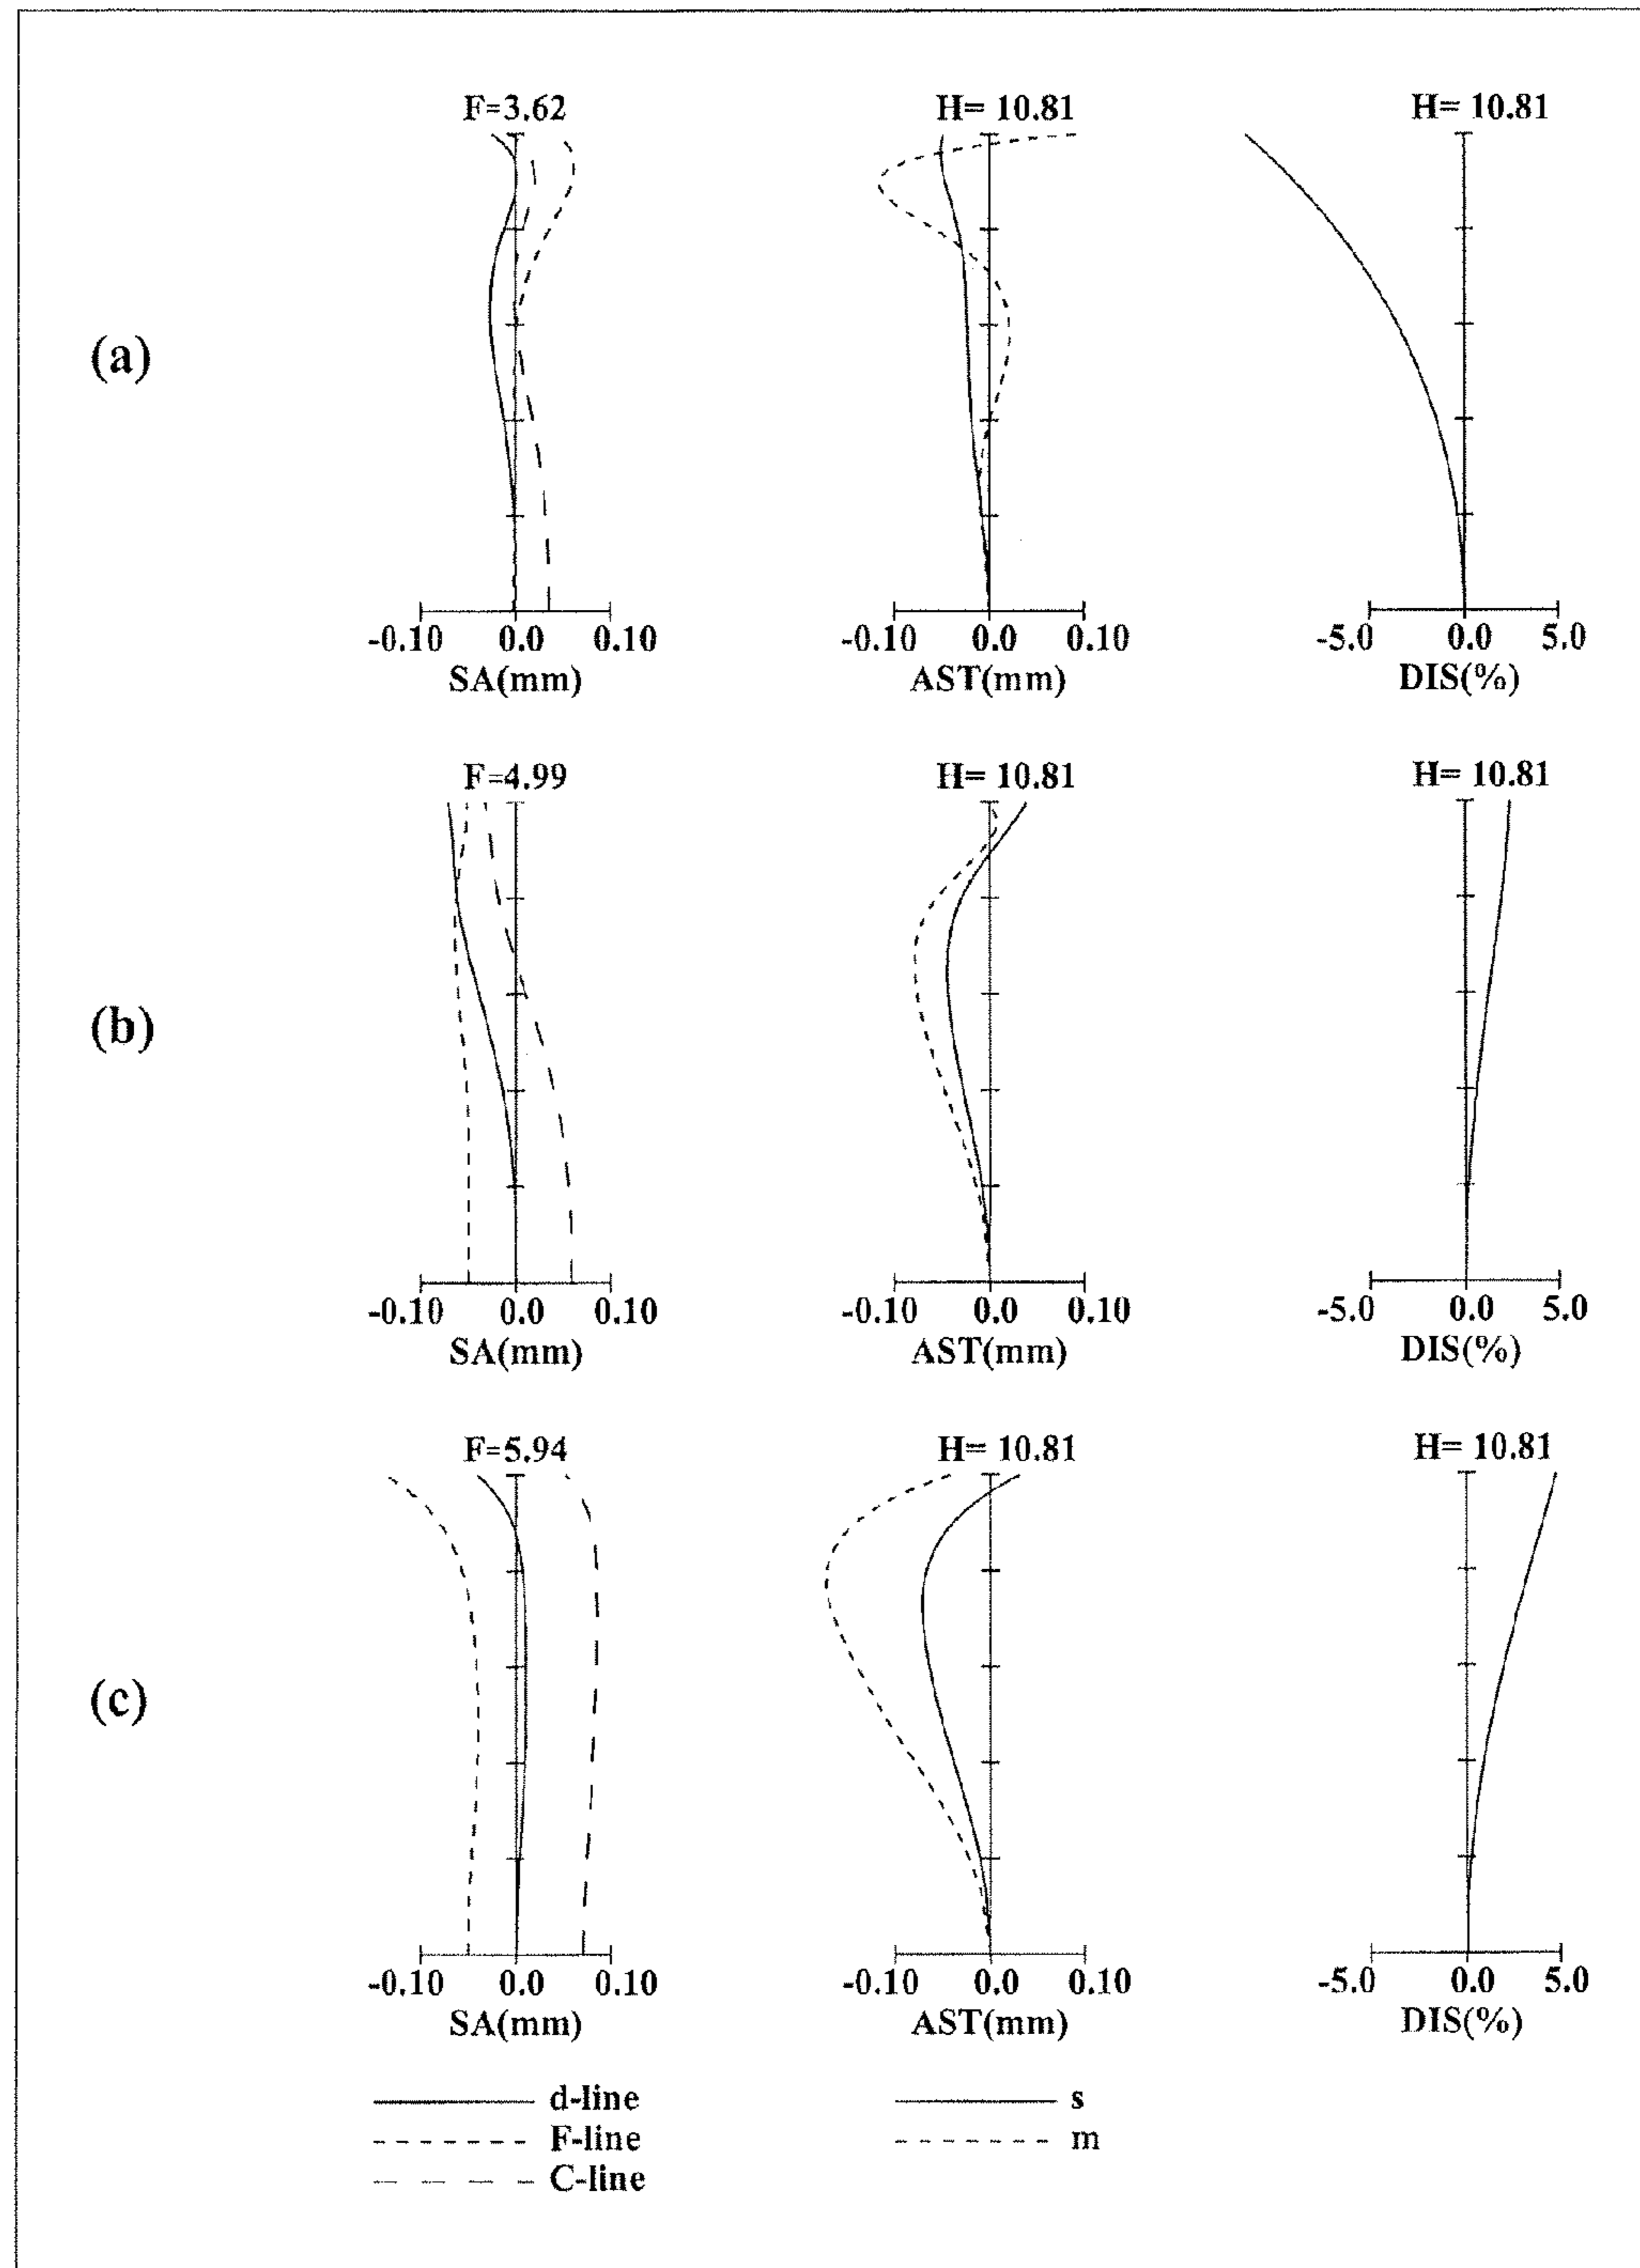 F=3.62 H= 10.81 H= 10.81
(a)
-0.10 0.0 0.10 -0.10 0.0 0.10 -5.0 0.0 5.0
SA(mm) AST(mm) DIS(%)
F=4.99 H= 10.81 H= 10.81
(b)
-0.10 0.0 0.10 -0.10 0.0 0.10 -5.0 0.0 5.0
SA(mm) AST(mm) DIS(%)
F=5.94 H= 10.81 H= 10.81
(c)
-0.10 0.0 0.10 -0.10 0.0 0.10 -5.0 0.0 5.0
SA(mm) AST(mm) DIS(%)
d-line s
F-line m
C-line